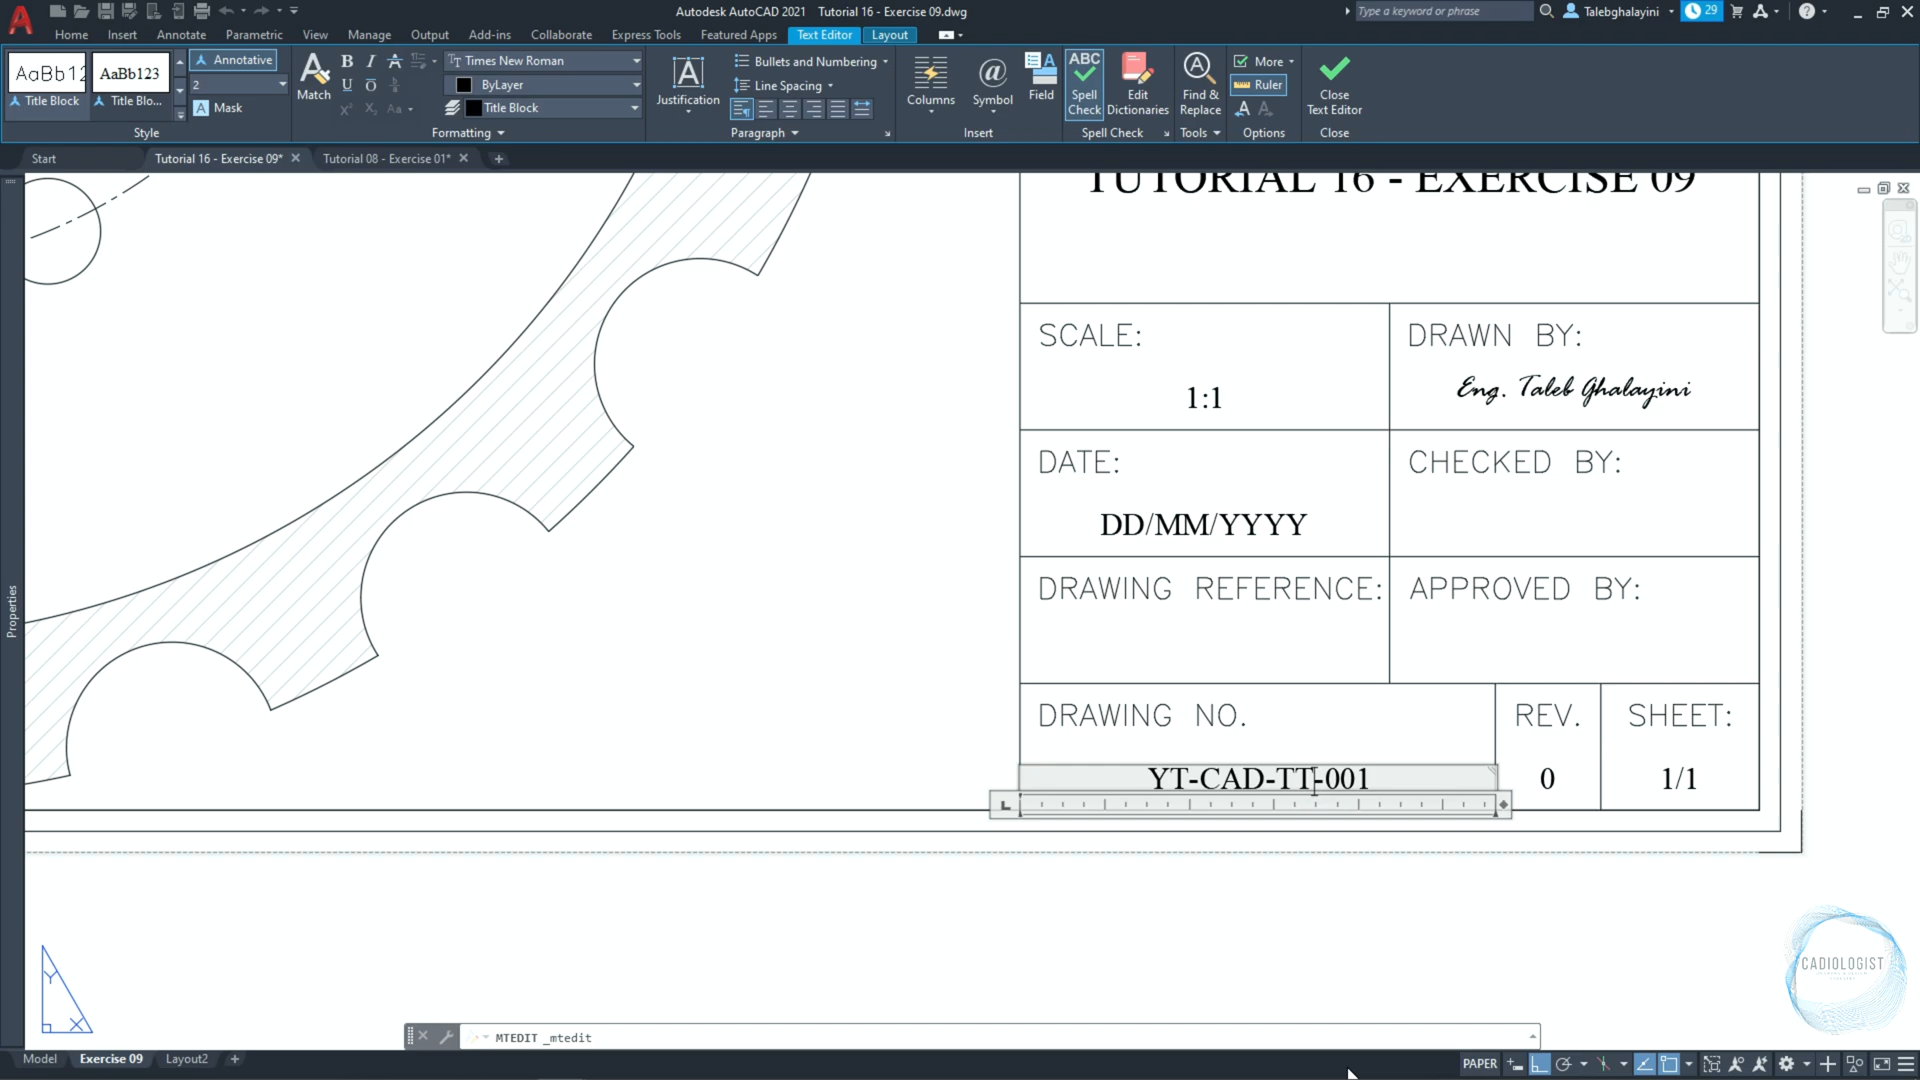 Autodesk AutoCAD 2021 Tutorial 16 - Exercise 09.dwg
Type a keyword or phrase
Talebghalayini
29
Home Insert Annotate Parametric View Manage Output Add-ins Collaborate Express Tools Featured Apps Text Editor Layout
AaBb12 AaBb123
Title Block Title Blo...
Annotative
2
Mask
Style
Match
Times New Roman
ByLayer
Title Block
Formatting
Justification
Bullets and Numbering
Line Spacing
Paragraph
Columns
Symbol
Field
Insert
Spell Check
Edit Dictionaries
Spell Check
Find & Replace
Tools
More
Ruler
Options
Close Text Editor
Close
Start Tutorial 16 - Exercise 09* Tutorial 08 - Exercise 01*
Properties
TUTORIAL 16 - EXERCISE 09
SCALE: DRAWN BY:
1:1 Eng. Taleb Ghalayini
DATE: CHECKED BY:
DD/MM/YYYY
DRAWING REFERENCE: APPROVED BY:
DRAWING NO. REV. SHEET:
YT-CAD-TT-001 0 1/1
Y
X
CADIOLOGIST
MTEDIT _mtedit
Model Exercise 09 Layout2
PAPER